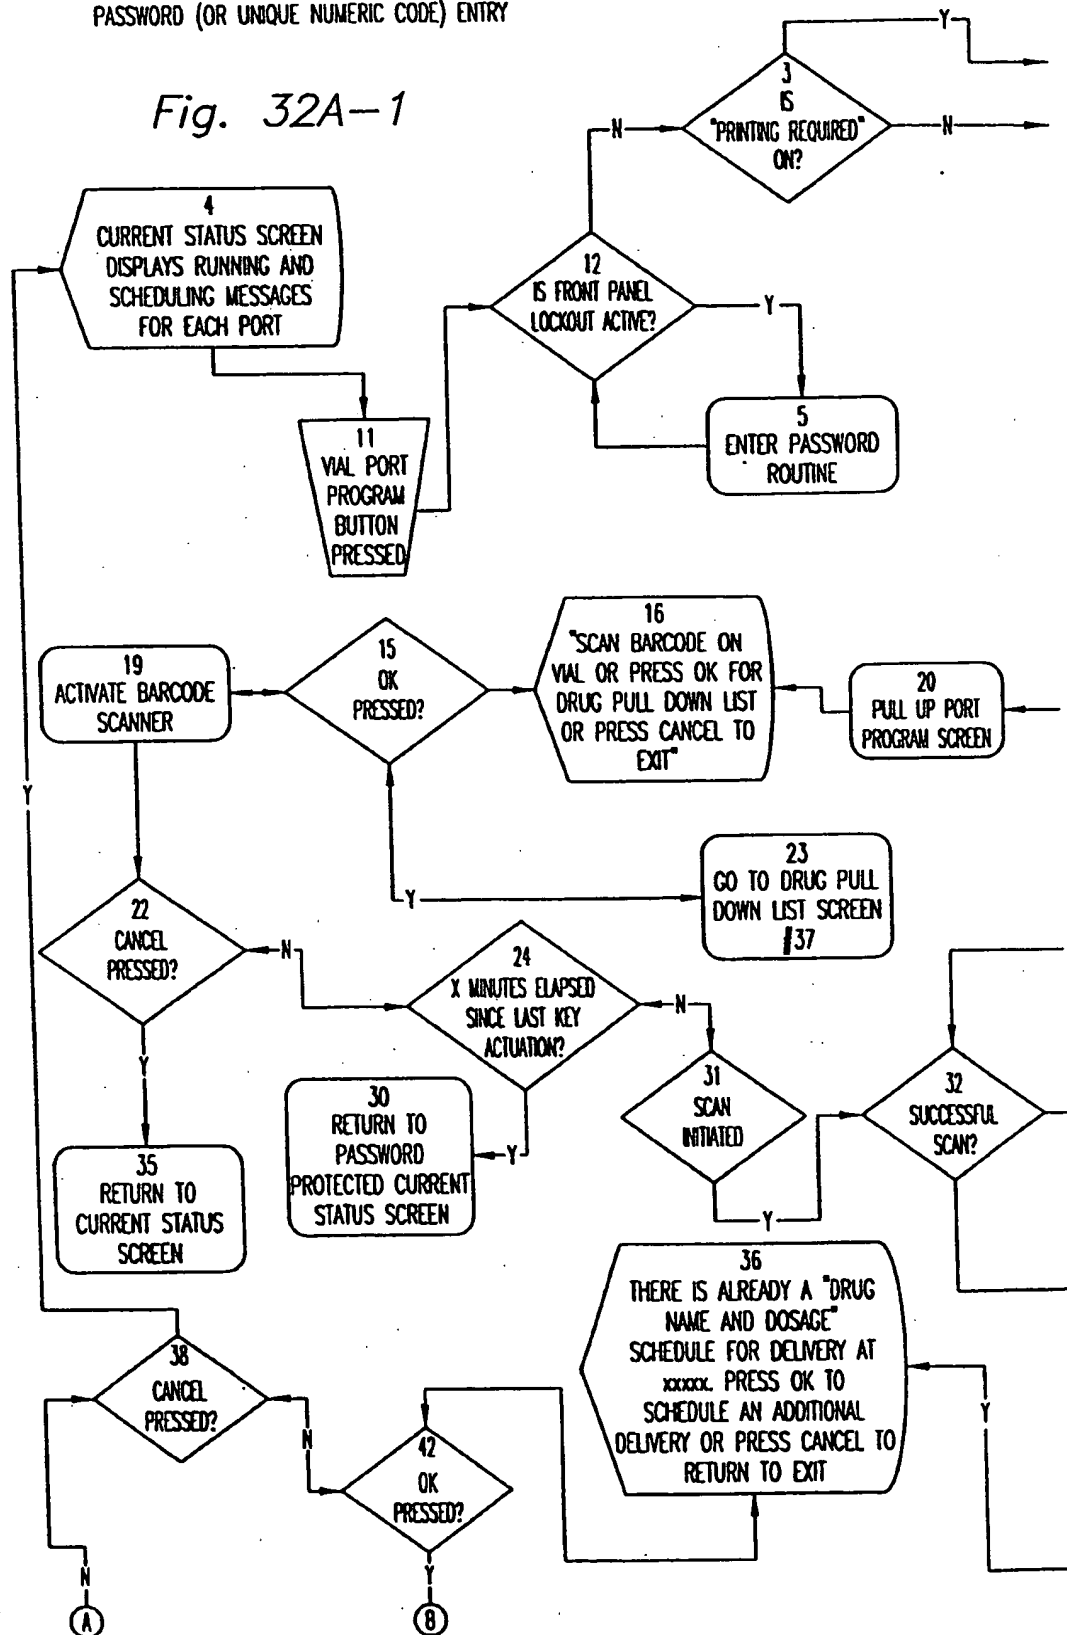 PASSWORD (OR UNIQUE NUMERIC CODE) ENTRY
Fig. 32A-1
Y
3
IS
"PRINTING REQUIRED"
ON?
N
N
4
CURRENT STATUS SCREEN
DISPLAYS RUNNING AND
SCHEDULING MESSAGES
FOR EACH PORT
12
IS FRONT PANEL
LOCKOUT ACTIVE?
Y
5
ENTER PASSWORD
ROUTINE
11
VIAL PORT
PROGRAM
BUTTON
PRESSED
19
ACTIVATE BARCODE
SCANNER
15
OK
PRESSED?
16
"SCAN BARCODE ON
VIAL OR PRESS OK FOR
DRUG PULL DOWN LIST
OR PRESS CANCEL TO
EXIT"
20
PULL UP PORT
PROGRAM SCREEN
Y
Y
23
GO TO DRUG PULL
DOWN LIST SCREEN
#37
22
CANCEL
PRESSED?
N
24
X MINUTES ELAPSED
SINCE LAST KEY
ACTUATION?
N
31
SCAN
INITIATED
32
SUCCESSFUL
SCAN?
Y
30
RETURN TO
PASSWORD
PROTECTED CURRENT
STATUS SCREEN
Y
Y
35
RETURN TO
CURRENT STATUS
SCREEN
36
THERE IS ALREADY A "DRUG
NAME AND DOSAGE"
SCHEDULE FOR DELIVERY AT
xxxxx. PRESS OK TO
SCHEDULE AN ADDITIONAL
DELIVERY OR PRESS CANCEL TO
RETURN TO EXIT
Y
38
CANCEL
PRESSED?
N
42
OK
PRESSED?
N
Y
A
B